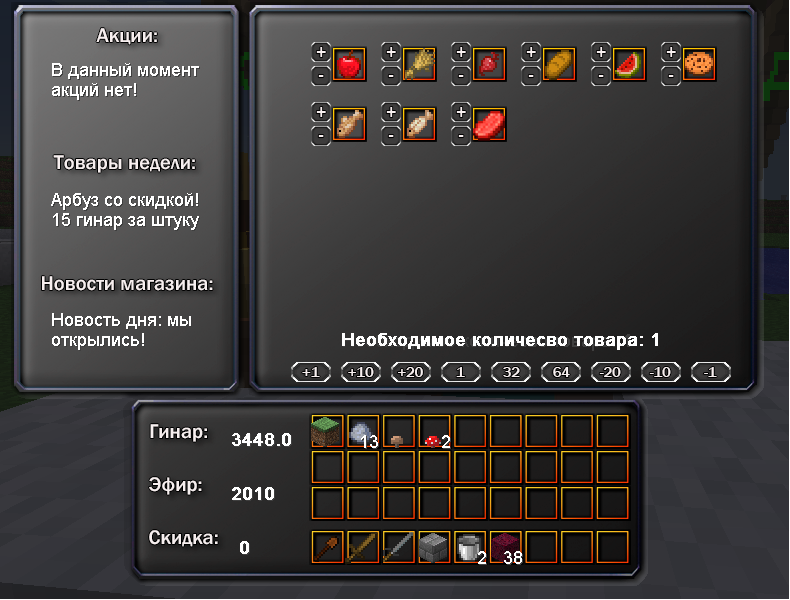 Акции:
В данный момент
акций нет!
Товары недели:
Арбуз со скидкой!
15 гинар за штуку
Новости магазина:
Новость дня: мы
открылись!
+ + + + + +
- - - - - -
+ + +
- - -
Необходимое количесво товара: 1
+1 +10 +20 1 32 64 -20 -10 -1
Гинар: 3448.0
13 2
Эфир: 2010
Скидка: 0
2 38